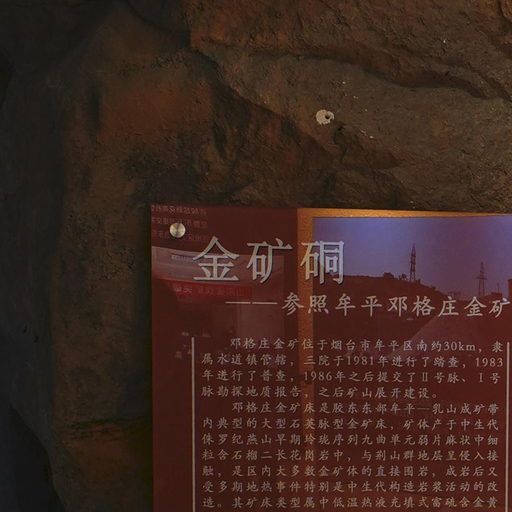 金矿硐
——参照牟平邓格庄金矿
邓格庄金矿位于烟台市牟平区南约30km，隶
属水道镇管辖，三院于1981年进行了踏查，1983
年进行了普查，1986年之后提交了Ⅱ号脉、Ⅰ号
脉勘探地质报告，之后矿山展开建设。
邓格庄金矿床是胶东东部牟平—乳山成矿带
内典型的大型石英脉型金矿床，矿体产于中生代
侏罗纪燕山早期玲珑序列九曲单元弱片麻状中细
粒含石榴二长花岗岩中，与荆山群地层呈侵入接
触，是区内大多数金矿体的直接围岩，成岩后又
受多期地热事件特别是中生代构造岩浆活动的改
造。其矿床类型属中低温热液充填式富硫含金黄